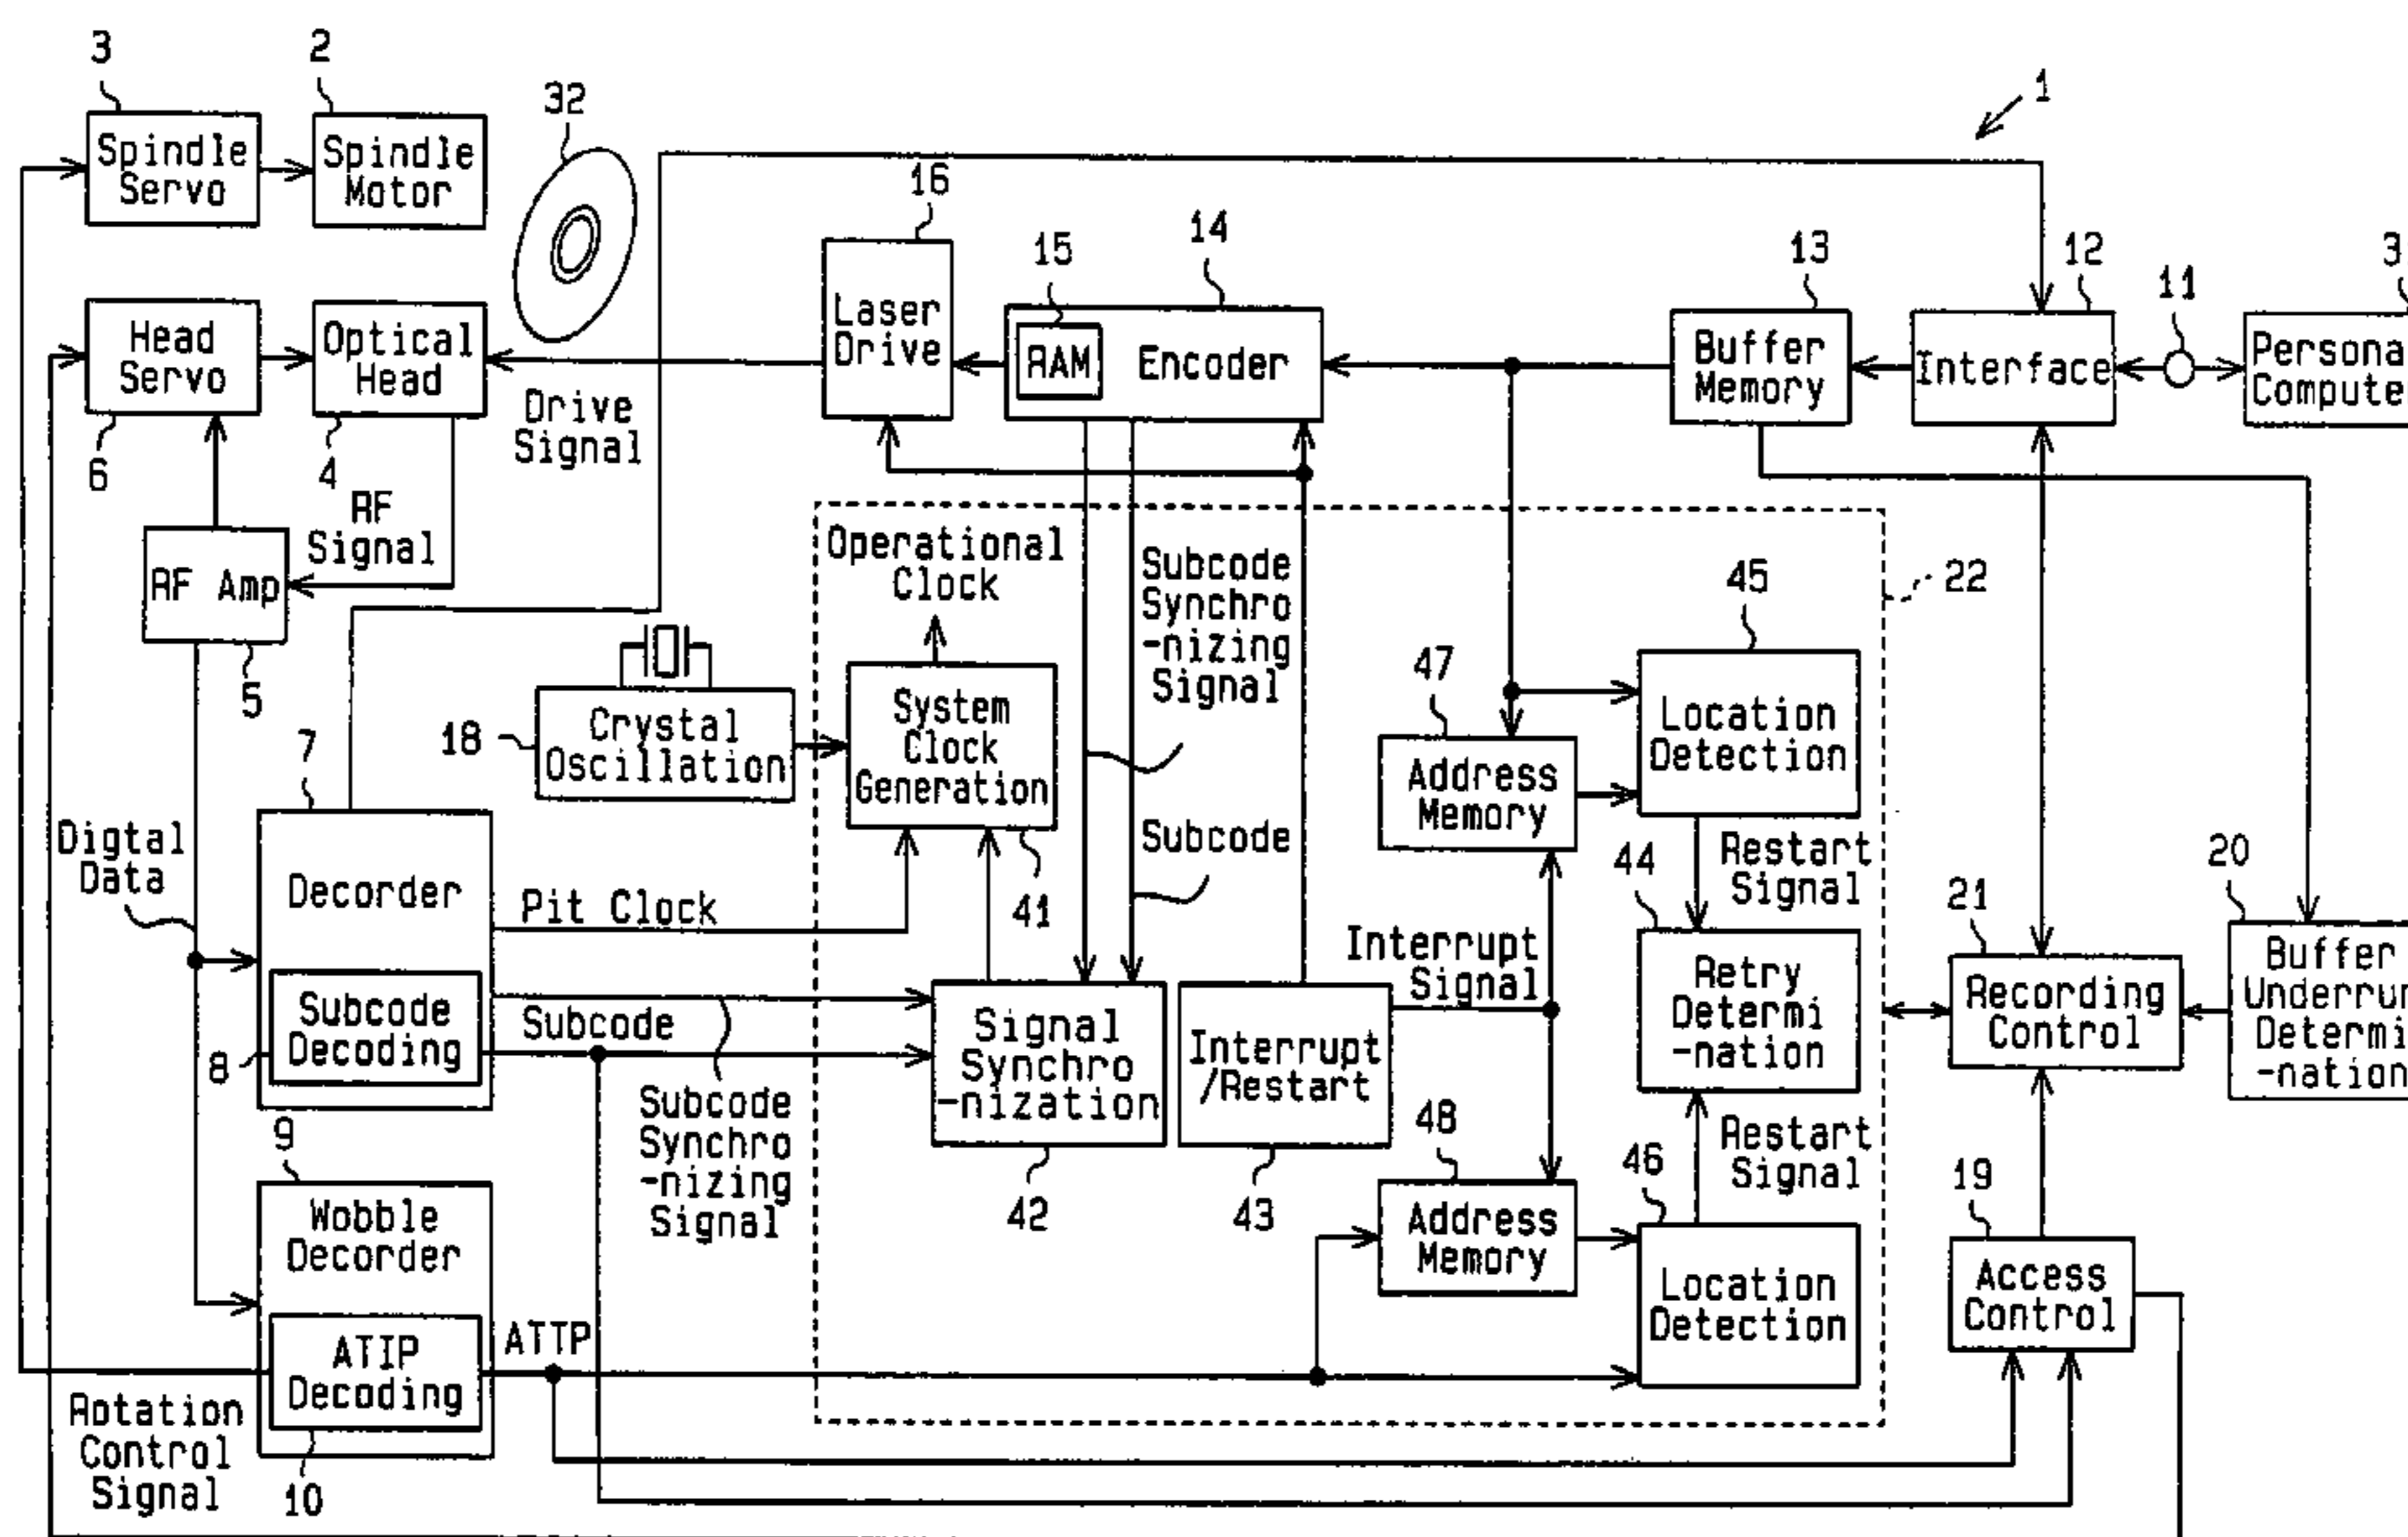 3
2
32
1
Spindle
Servo
Spindle
Motor
16
14
15
13
12
11
3
Head
Servo
Optical
Head
Laser
Drive
RAM
Encoder
Buffer
Memory
Interface
Persona
Compute
6
4
Drive
Signal
RF
Signal
RF Amp
5
Operational
Clock
Subcode
Synchro
-nizing
Signal
45
22
47
18
Crystal
Oscillation
System
Clock
Generation
Location
Detection
7
Address
Memory
Digtal
Data
Decorder
Pit Clock
41
Subcode
44
Restart
Signal
20
21
Interrupt
Signal
Retry
Determi
-nation
Recording
Control
Buffer
Underrun
Determi
-nation
Subcode
Decoding
8
Subcode
Signal
Synchro
-nization
Interrupt
/Restart
Subcode
Synchro
-nizing
Signal
42
43
48
46
Restart
Signal
19
9
Wobble
Decorder
Address
Memory
Location
Detection
Access
Control
ATIP
Decoding
ATTP
Rotation
Control
Signal
10